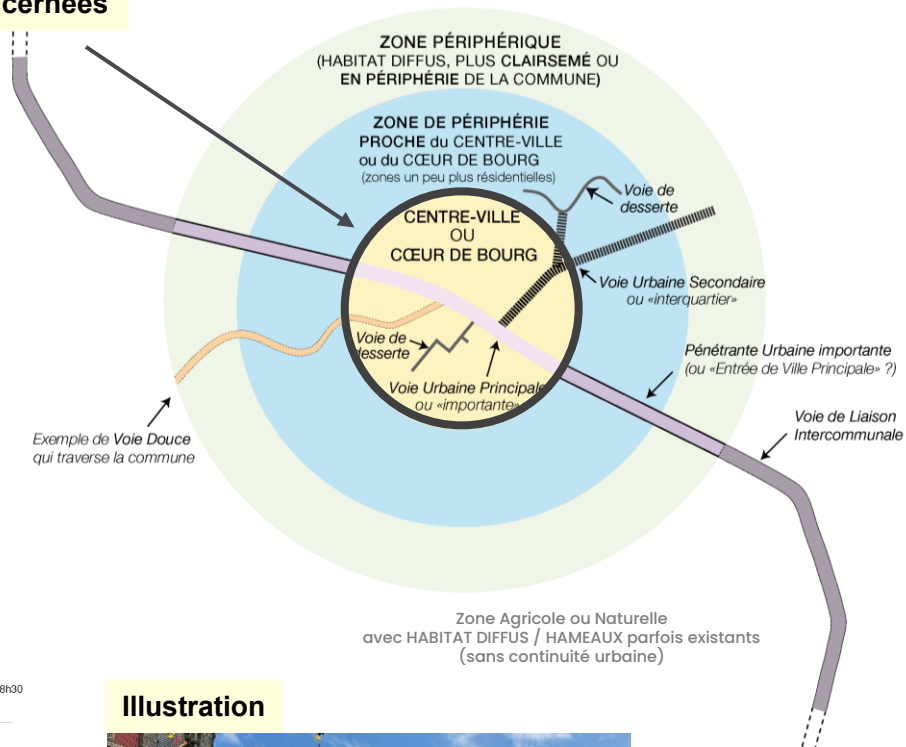 cernées
ZONE PÉRIPHÉRIQUE
(HABITAT DIFFUS, PLUS CLAIRSEMÉ OU
EN PÉRIPHÉRIE DE LA COMMUNE)
ZONE DE PÉRIPHÉRIE
PROCHE du CENTRE-VILLE
ou du CŒUR DE BOURG
(zones un peu plus résidentielles)
Voie de
desserte
CENTRE-VILLE
OU
CŒUR DE BOURG
Voie Urbaine Secondaire
ou «interquartier»
Voie de
desserte
Pénétrante Urbaine importante
(ou «Entrée de Ville Principale» ?)
Voie Urbaine Principale
ou «importante»
Voie de Liaison
Intercommunale
Exemple de Voie Douce
qui traverse la commune
Zone Agricole ou Naturelle
avec HABITAT DIFFUS / HAMEAUX parfois existants
(sans continuité urbaine)
8h30
Illustration